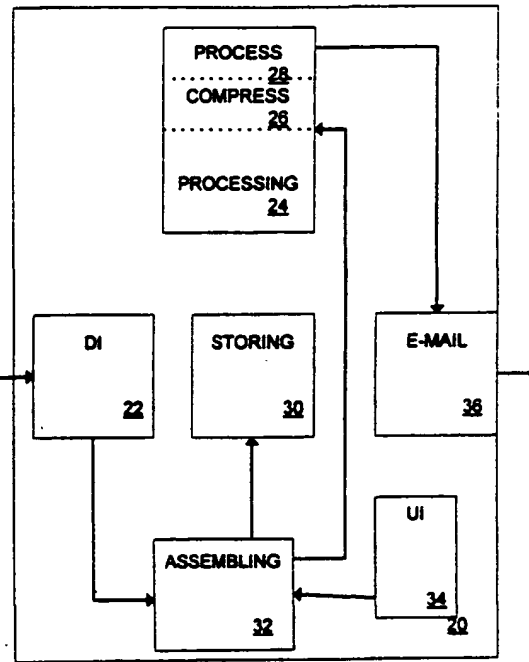 PROCESS
28
COMPRESS
26
PROCESSING
24
DI
22
STORING
30
E-MAIL
36
ASSEMBLING
32
UI
34
20